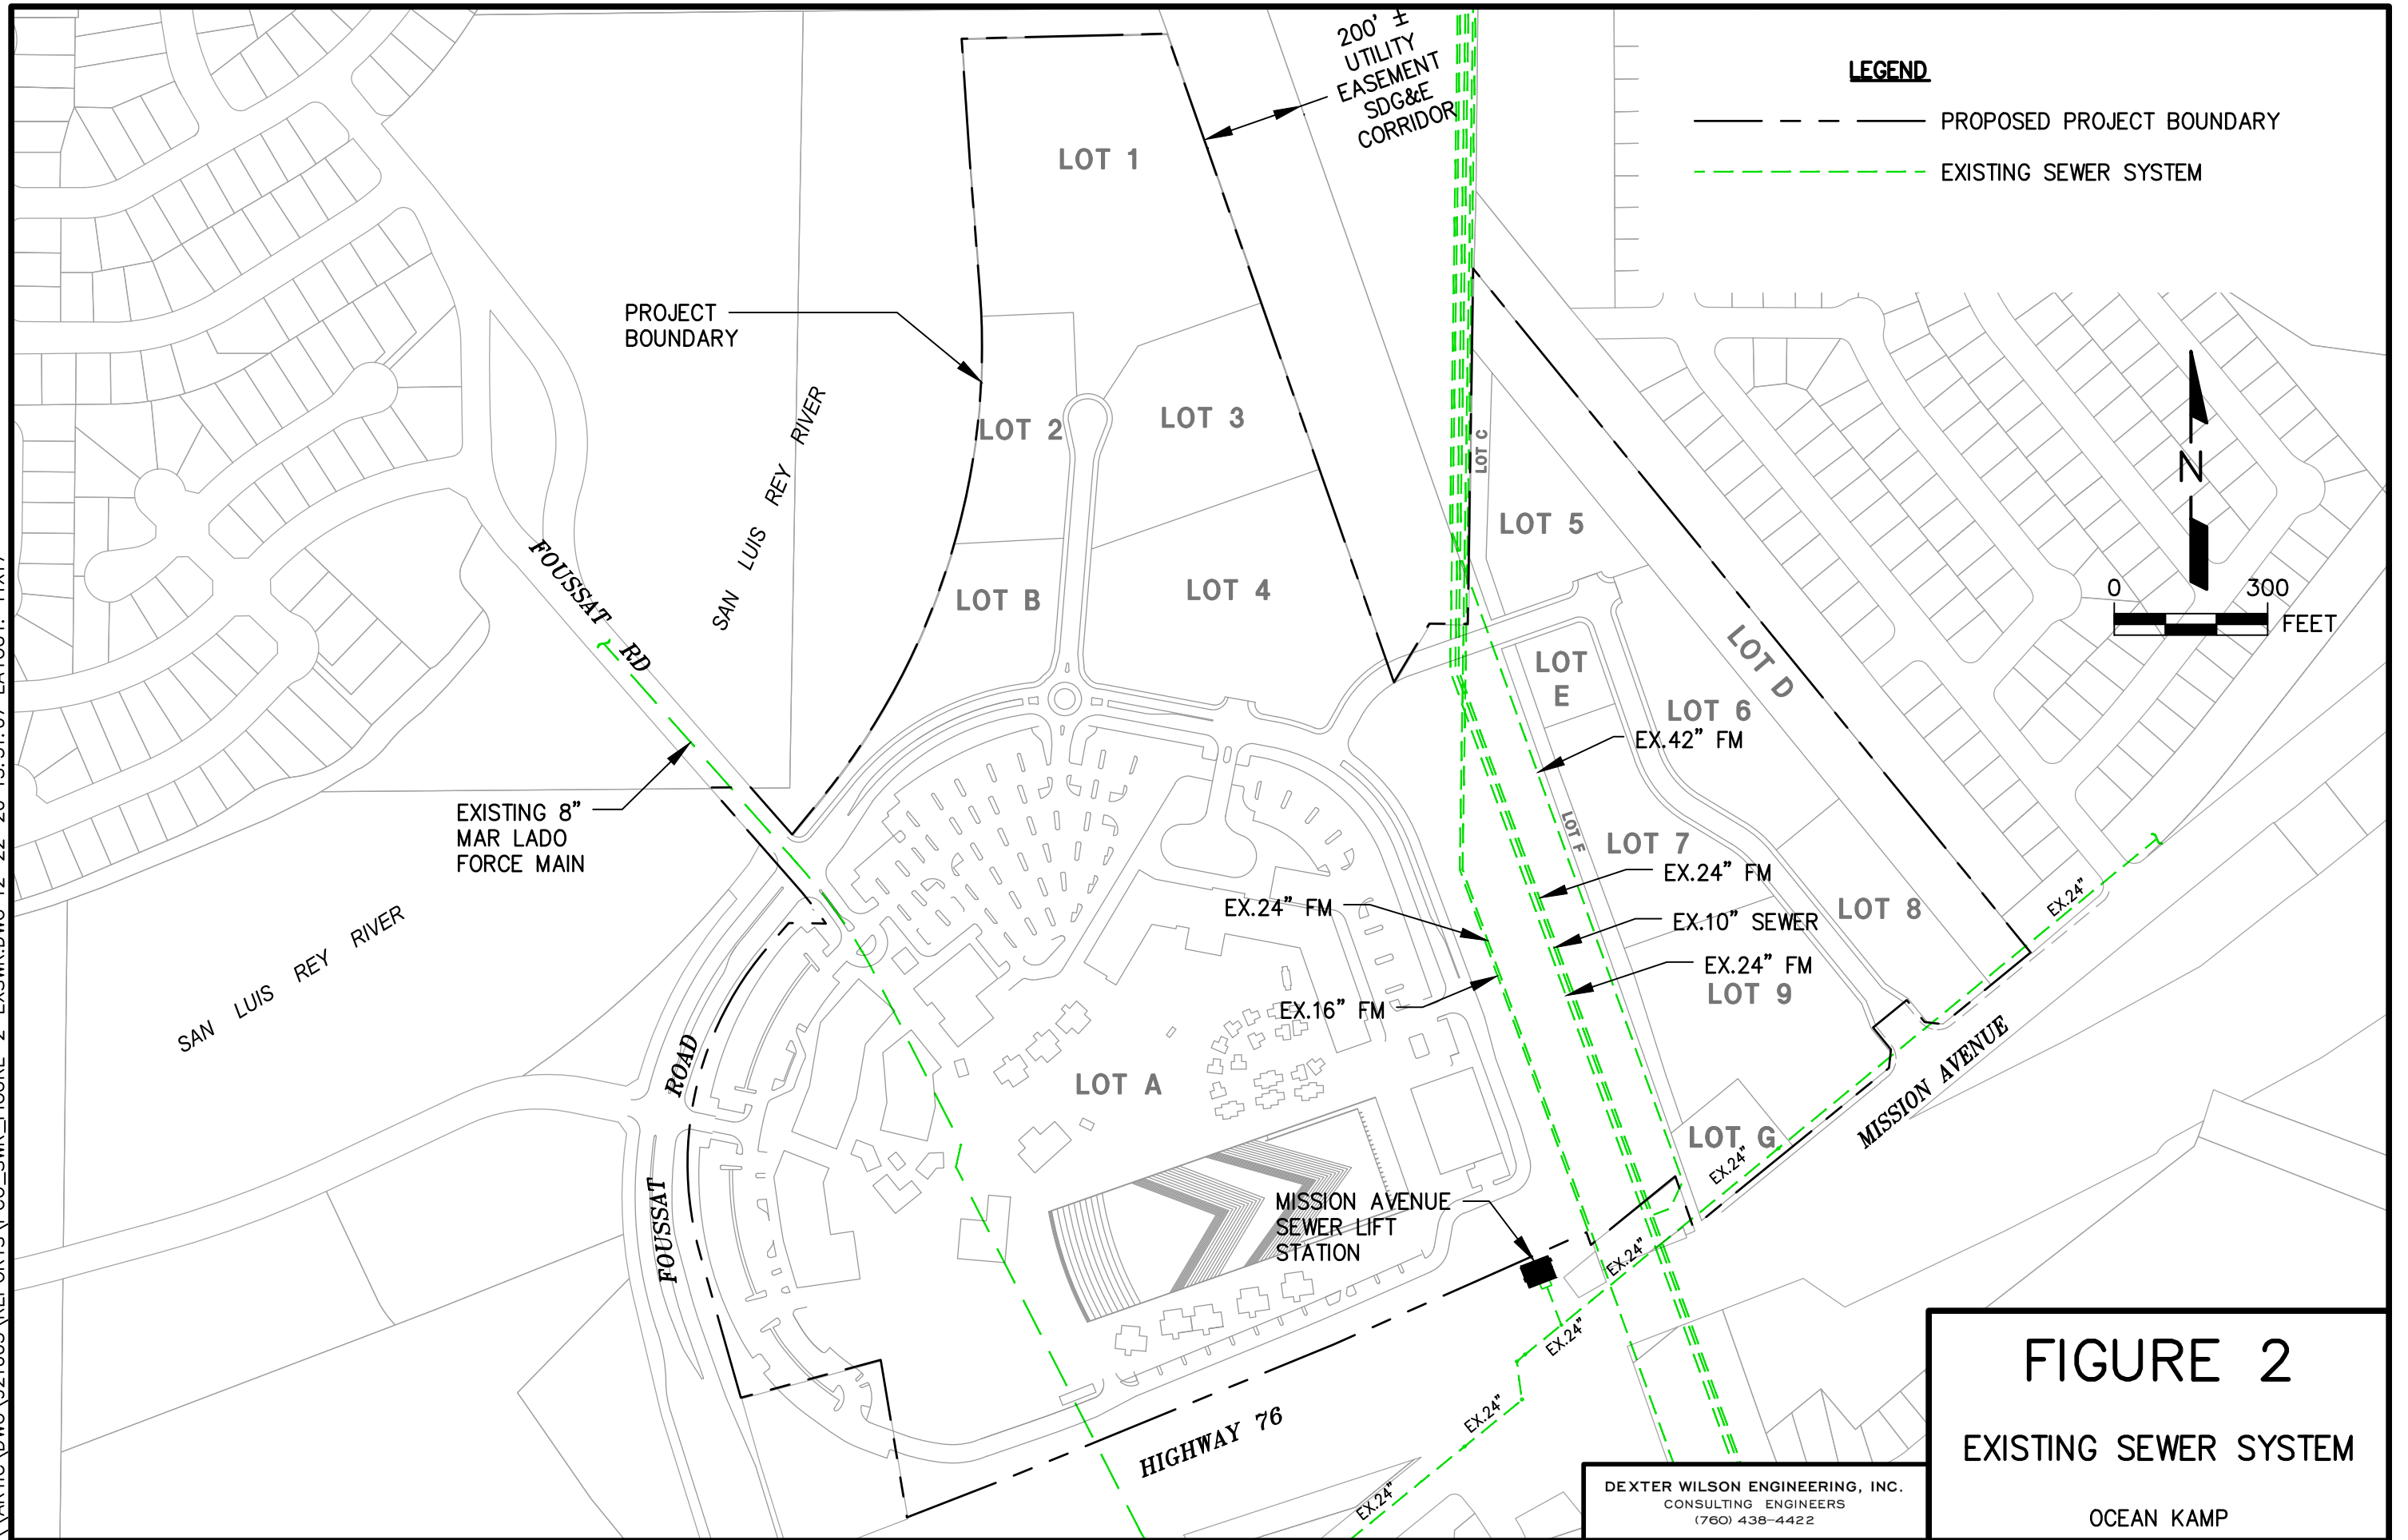 200' ±
UTILITY
EASEMENT
SDG&E
CORRIDOR
LEGEND
PROPOSED PROJECT BOUNDARY
EXISTING SEWER SYSTEM
LOT 1
PROJECT
BOUNDARY
LOT 2
LOT 3
SAN LUIS REY RIVER
LOT C
LOT 5
N
0 300
FEET
FOUSSAT RD
LOT B
LOT 4
LOT
E
LOT D
LOT 6
EX.42" FM
EXISTING 8"
MAR LADO
FORCE MAIN
LOT F
LOT 7
EX.24" FM
EX.24" FM
LOT 8
EX.10" SEWER
EX.24"
SAN LUIS REY RIVER
EX.24" FM
LOT 9
EX.16" FM
FOUSSAT ROAD
LOT A
MISSION AVENUE
LOT G
EX.24"
MISSION AVENUE
SEWER LIFT
STATION
EX.24"
EX.24"
EX.24"
HIGHWAY 76
EX.24"
DEXTER WILSON ENGINEERING, INC.
CONSULTING ENGINEERS
(760) 438-4422
FIGURE 2
EXISTING SEWER SYSTEM
OCEAN KAMP